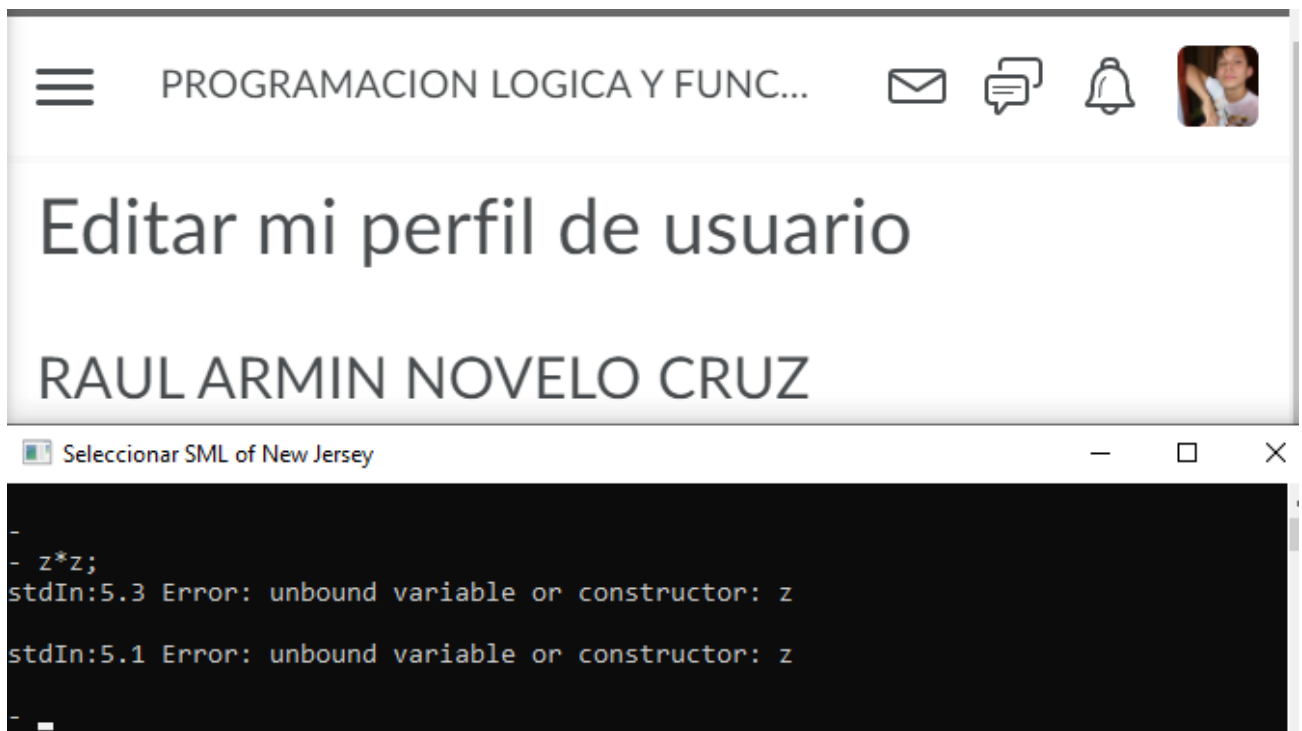 PROGRAMACION LOGICA Y FUNC...
Editar mi perfil de usuario
RAUL ARMIN NOVELO CRUZ
Seleccionar SML of New Jersey
-
- z*z;
stdIn:5.3 Error: unbound variable or constructor: z
stdIn:5.1 Error: unbound variable or constructor: z
-